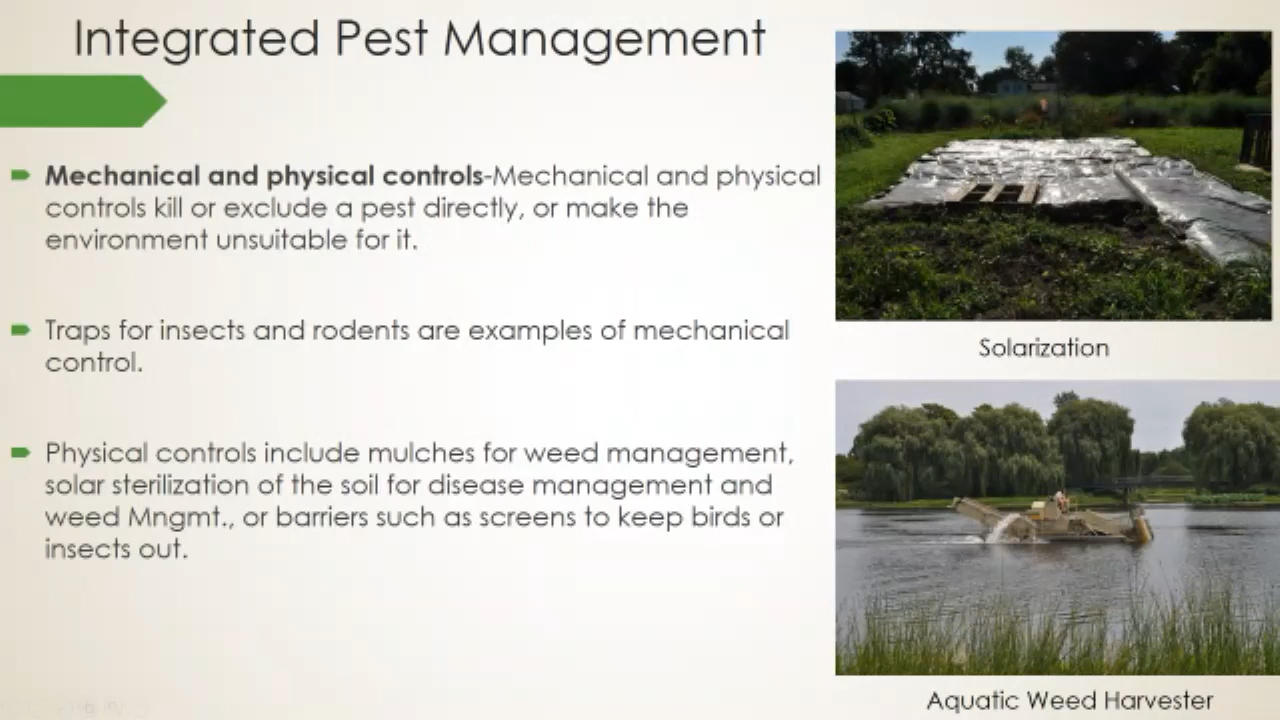 Integrated Pest Management
Mechanical and physical controls-Mechanical and physical
controls kill or exclude a pest directly, or make the
environment unsuitable for it.
Traps for insects and rodents are examples of mechanical
control.
Physical controls include mulches for weed management,
solar sterilization of the soil for disease management and
weed Mngmt., or barriers such as screens to keep birds or
insects out.
Solarization
Aquatic Weed Harvester